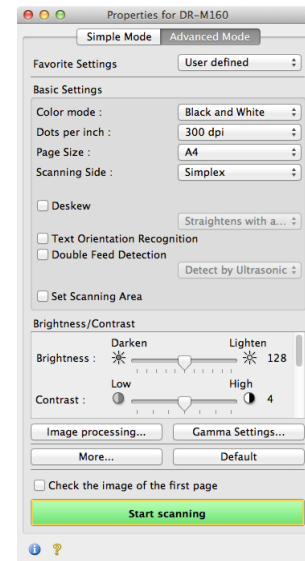 Properties for DR-M160
Simple Mode Advanced Mode
Favorite Settings User defined
Basic Settings
Color mode : Black and White
Dots per inch : 300 dpi
Page Size : A4
Scanning Side : Simplex
Deskew
Straightens with a...
Text Orientation Recognition
Double Feed Detection
Detect by Ultrasonic
Set Scanning Area
Brightness/Contrast
Darken Lighten
Brightness : 128
Low High
Contrast : 4
Image processing... Gamma Settings...
More... Default
Check the image of the first page
Start scanning